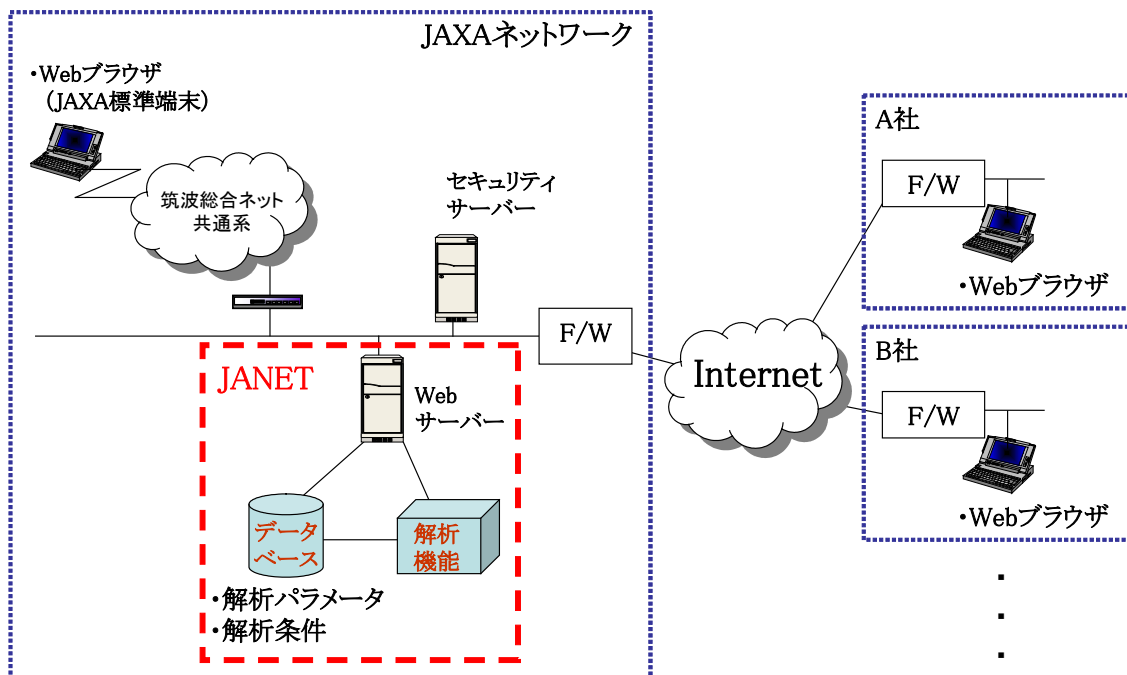 JAXAネットワーク
・Webブラウザ
(JAXA標準端末)
筑波総合ネット
共通系
セキュリティ
サーバー
F/W
JANET
Web
サーバー
データ
ベース
解析
機能
・解析パラメータ
・解析条件
Internet
A社
F/W
・Webブラウザ
B社
F/W
・Webブラウザ
・
・
・